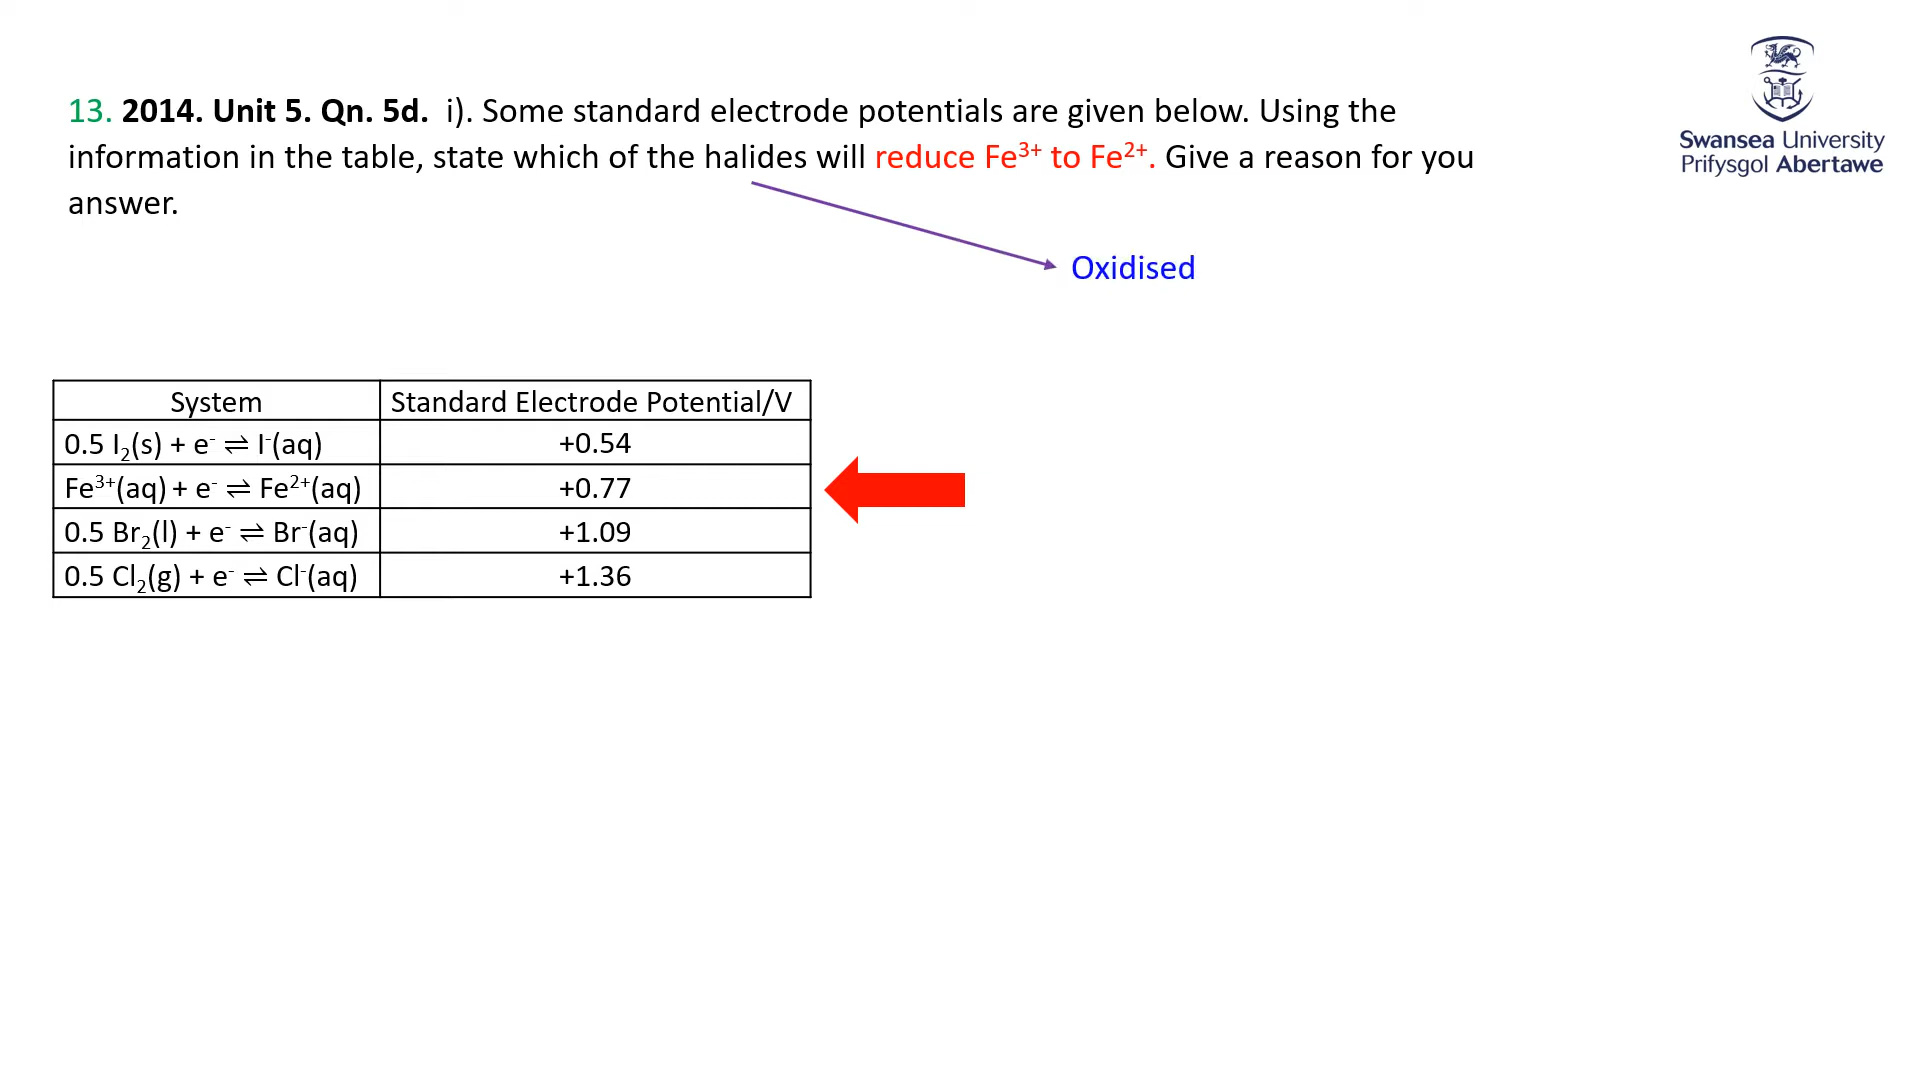 13. 2014. Unit 5. Qn. 5d. i). Some standard electrode potentials are given below. Using the
information in the table, state which of the halides will reduce Fe³⁺ to Fe²⁺. Give a reason for you
answer.
Oxidised
System Standard Electrode Potential/V
0.5 I₂(s) + e⁻ ⇌ I⁻(aq) +0.54
Fe³⁺(aq) + e⁻ ⇌ Fe²⁺(aq) +0.77
0.5 Br₂(l) + e⁻ ⇌ Br⁻(aq) +1.09
0.5 Cl₂(g) + e⁻ ⇌ Cl⁻(aq) +1.36
Swansea University
Prifysgol Abertawe